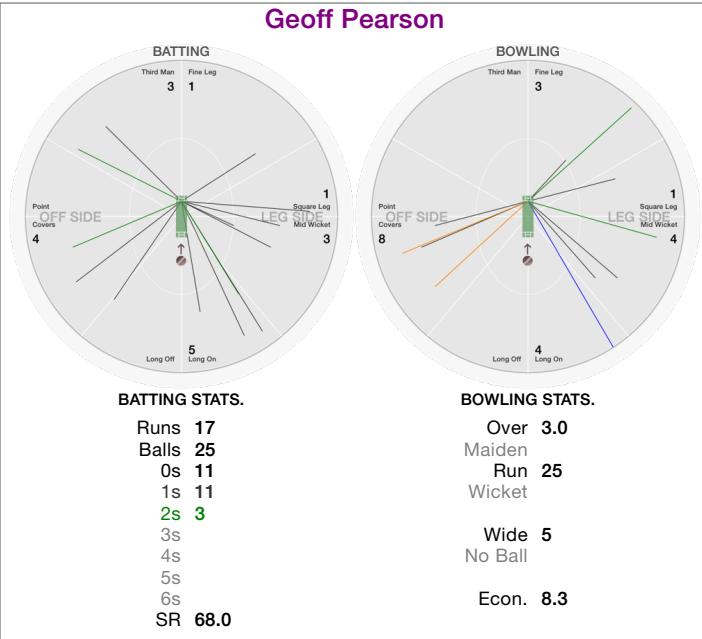 Geoff Pearson
BATTING
Third Man Fine Leg
3 1
1
Point Square Leg
OFF SIDE LEG SIDE
Covers Mid Wicket
4 3
5
Long Off Long On
BATTING STATS.
Runs 17
Balls 25
0s 11
1s 11
2s 3
3s
4s
5s
6s
SR 68.0
BOWLING
Third Man Fine Leg
3
1
Point Square Leg
OFF SIDE LEG SIDE
Covers Mid Wicket
8 4
4
Long Off Long On
BOWLING STATS.
Over 3.0
Maiden
Run 25
Wicket
Wide 5
No Ball
Econ. 8.3